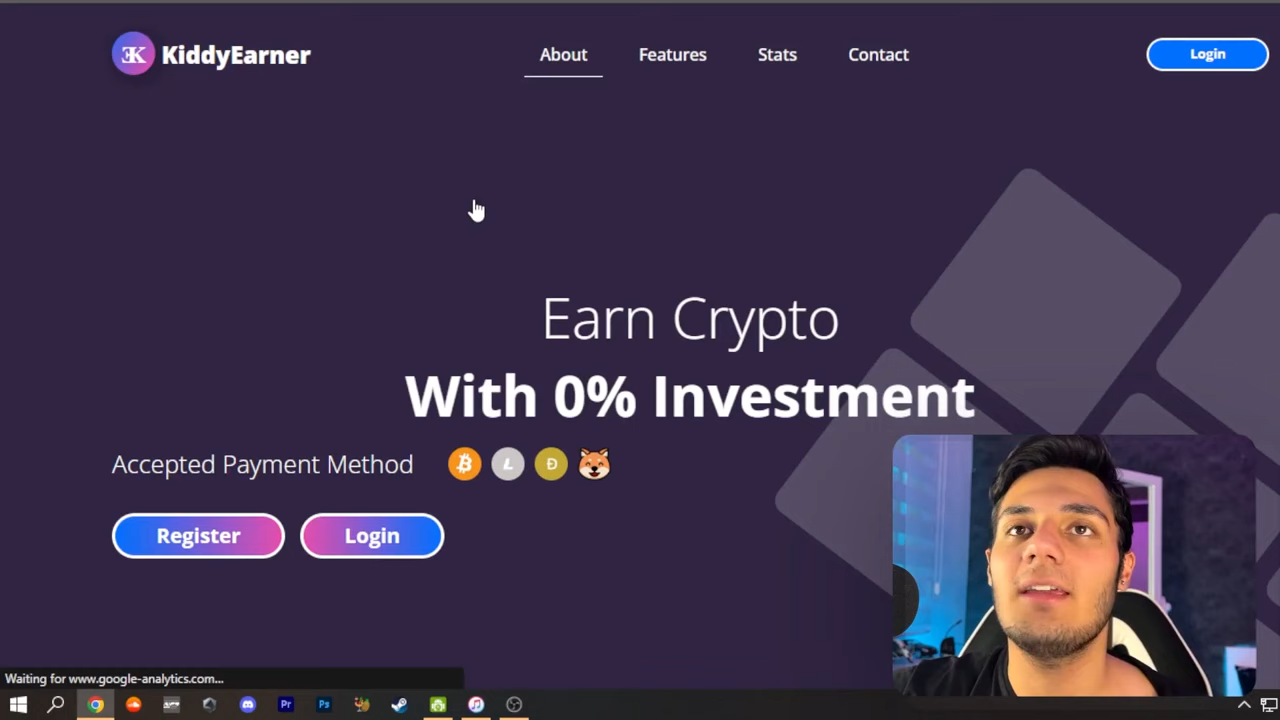 KiddyEarner
About
Features
Stats
Contact
Login
Earn Crypto
With 0% Investment
Accepted Payment Method
Register
Login
Waiting for www.google-analytics.com...